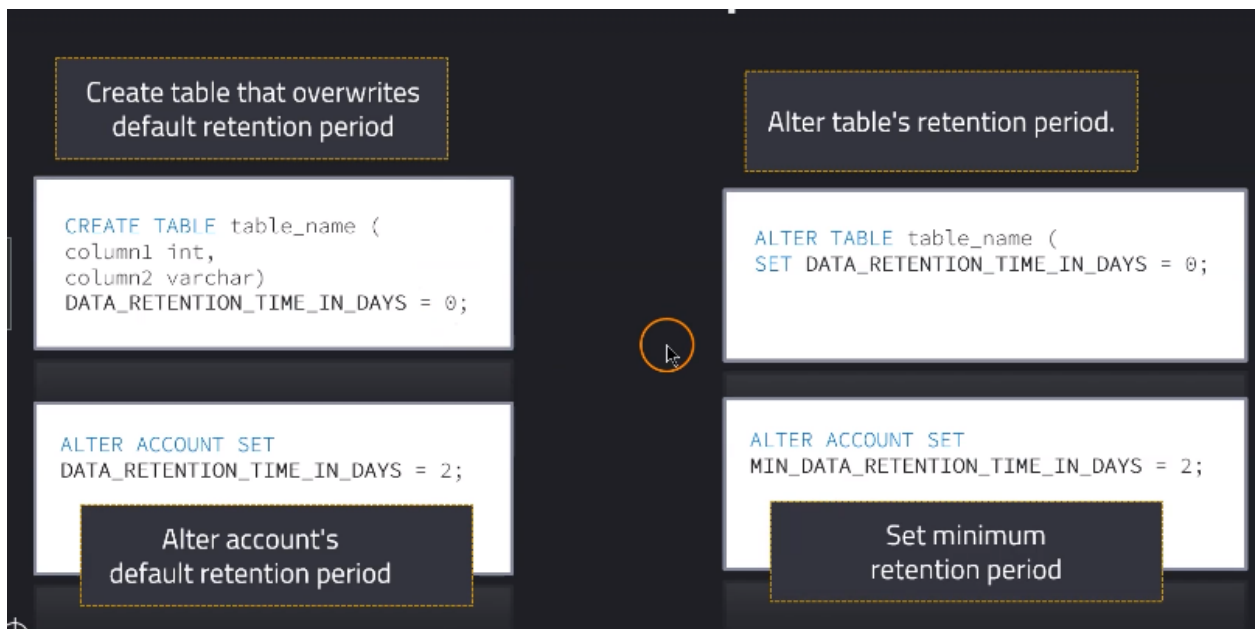 Create table that overwrites
default retention period
CREATE TABLE table_name (
column1 int,
column2 varchar)
DATA_RETENTION_TIME_IN_DAYS = 0;
ALTER ACCOUNT SET
DATA_RETENTION_TIME_IN_DAYS = 2;
Alter account's
default retention period
Alter table's retention period.
ALTER TABLE table_name (
SET DATA_RETENTION_TIME_IN_DAYS = 0;
ALTER ACCOUNT SET
MIN_DATA_RETENTION_TIME_IN_DAYS = 2;
Set minimum
retention period